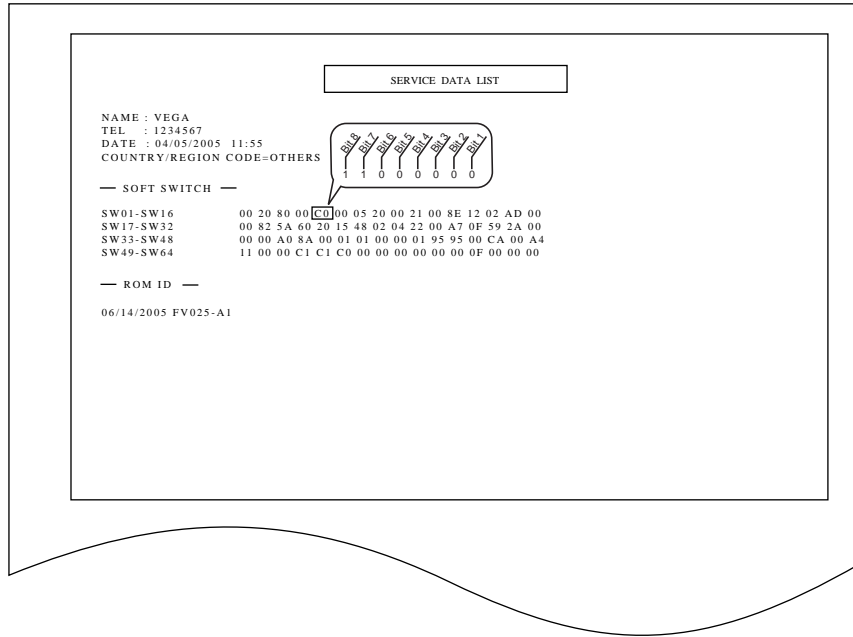 SERVICE DATA LIST
NAME : VEGA
TEL : 1234567
DATE : 04/05/2005 11:55
COUNTRY/REGION CODE=OTHERS
Bit 8 Bit 7 Bit 6 Bit 5 Bit 4 Bit 3 Bit 2 Bit 1
1 1 0 0 0 0 0 0
— SOFT SWITCH —
SW01-SW16 00 20 80 00 C0 00 05 20 00 21 00 8E 12 02 AD 00
SW17-SW32 00 82 5A 60 20 15 48 02 04 22 00 A7 0F 59 2A 00
SW33-SW48 00 00 A0 8A 00 01 01 00 00 01 95 95 00 CA 00 A4
SW49-SW64 11 00 00 C1 C1 C0 00 00 00 00 00 00 0F 00 00 00
— ROM ID —
06/14/2005 FV025-A1